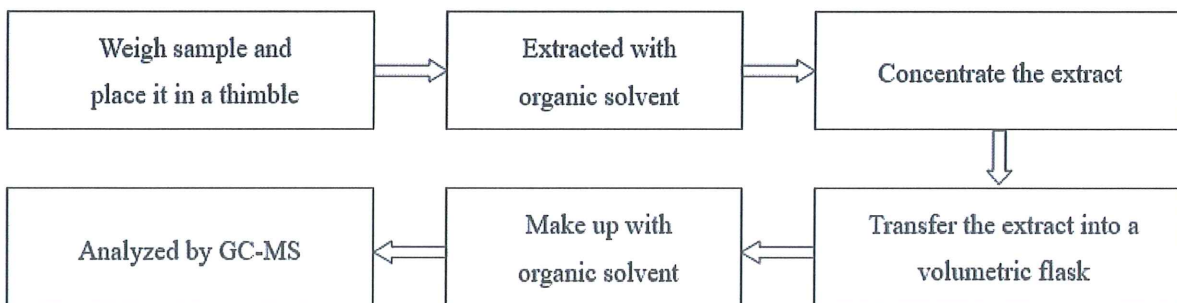 Weigh sample and
place it in a thimble
Extracted with
organic solvent
Concentrate the extract
Transfer the extract into a
volumetric flask
Make up with
organic solvent
Analyzed by GC-MS